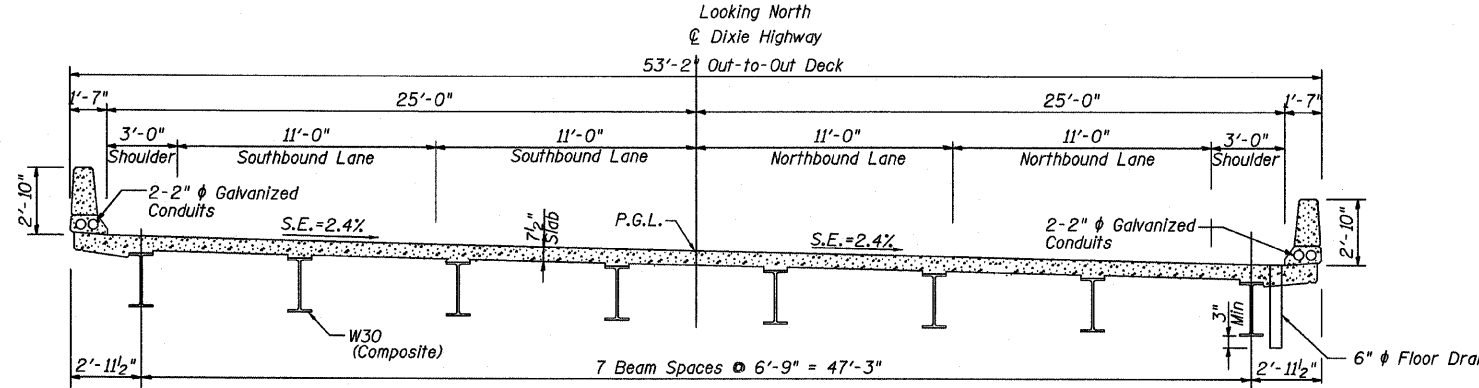 Looking North
℄ Dixie Highway
53'-2" Out-to-Out Deck
1'-7"
25'-0"
25'-0"
1'-7"
3'-0"
11'-0"
11'-0"
11'-0"
11'-0"
3'-0"
Shoulder
Southbound Lane
Southbound Lane
Northbound Lane
Northbound Lane
Shoulder
2'-10"
2-2" ϕ Galvanized
Conduits
S.E.=2.4%
7½"
Slab
P.G.L.
S.E.=2.4%
2-2" ϕ Galvanized
Conduits
2'-10"
3"
Min
W30
(Composite)
6" ϕ Floor
2'-11½"
7 Beam Spaces @ 6'-9" = 47'-3"
2'-11½"